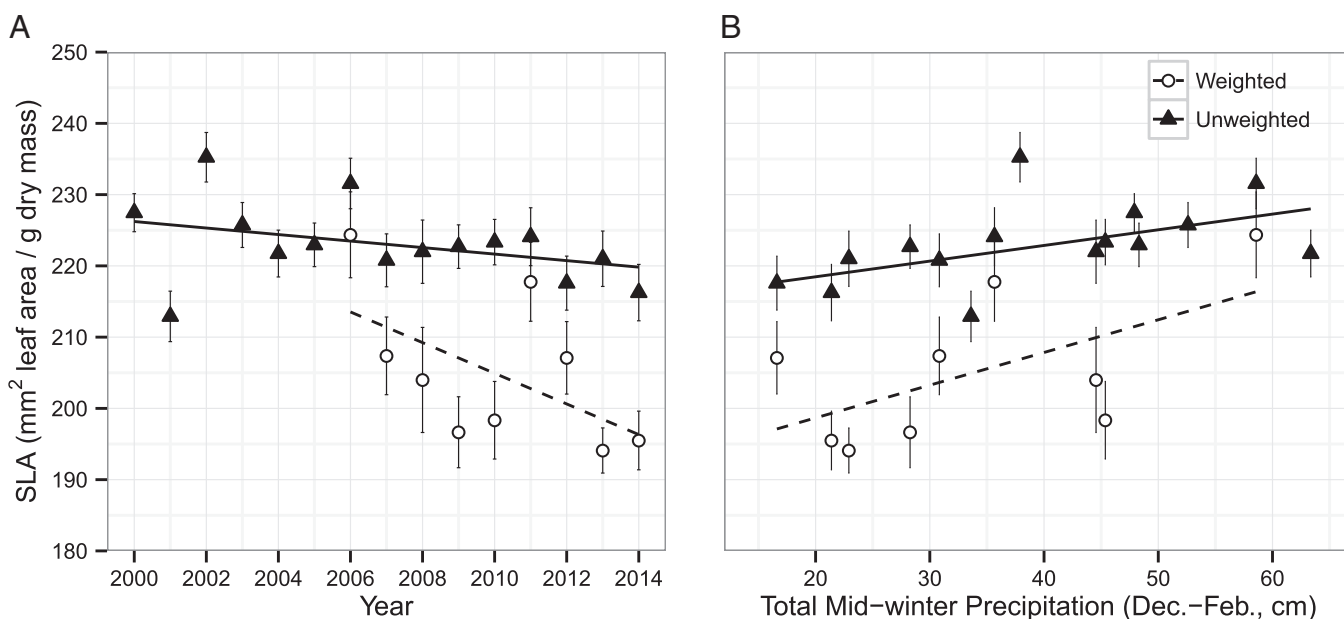 A
B
250
240
230
220
210
200
190
180
SLA (mm² leaf area / g dry mass)
2000 2002 2004 2006 2008 2010 2012 2014
Year
Weighted
Unweighted
20 30 40 50 60
Total Mid−winter Precipitation (Dec.−Feb., cm)